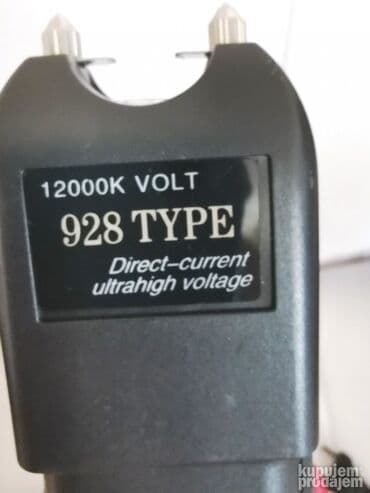 12000K VOLT
928 TYPE
Direct-current
ultrahigh voltage
kupujem
prodajem